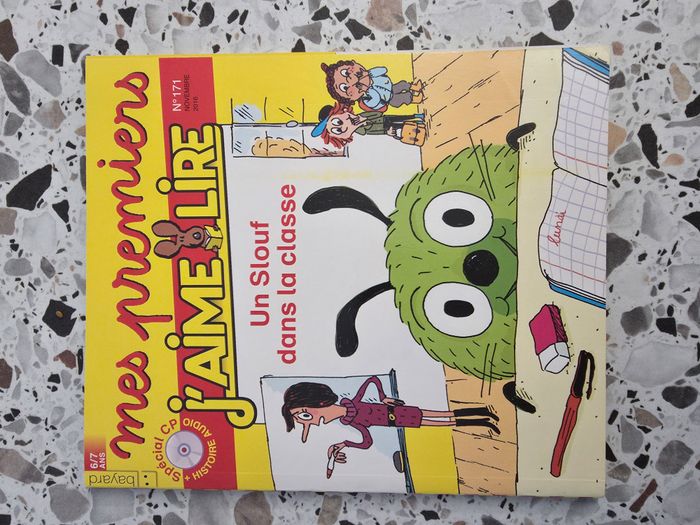 6/7
ANS
bayard
mes premiers
j'AIME LIRE
N° 171
NOVEMBRE
2016
Spécial CP
+ HISTOIRE AUDIO
Un Slouf
dans la classe
lundi